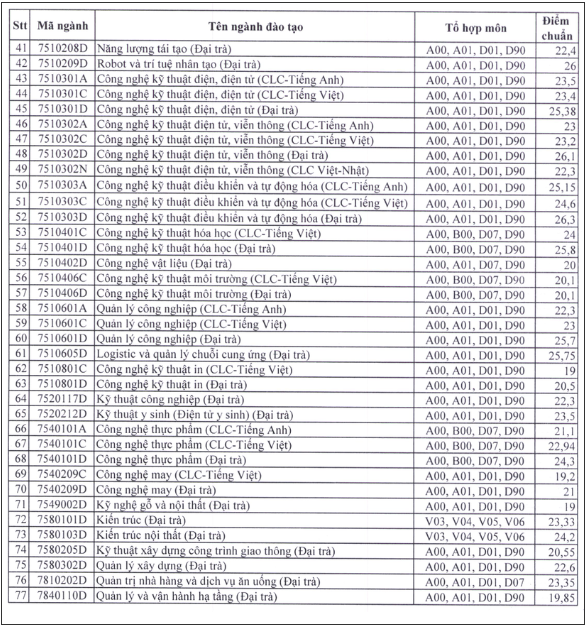 Stt Mã ngành Tên ngành đào tạo Tổ hợp môn Điểm chuẩn
41 7510208D Năng lượng tái tạo (Đại trà) A00, A01, D01, D90 22,4
42 7510209D Robot và trí tuệ nhân tạo (Đại trà) A00, A01, D01, D90 26
43 7510301A Công nghệ kỹ thuật điện, điện tử (CLC-Tiếng Anh) A00, A01, D01, D90 23,5
44 7510301C Công nghệ kỹ thuật điện, điện tử (CLC-Tiếng Việt) A00, A01, D01, D90 23,4
45 7510301D Công nghệ kỹ thuật điện, điện tử (Đại trà) A00, A01, D01, D90 25,38
46 7510302A Công nghệ kỹ thuật điện tử, viễn thông (CLC-Tiếng Anh) A00, A01, D01, D90 23
47 7510302C Công nghệ kỹ thuật điện tử, viễn thông (CLC-Tiếng Việt) A00, A01, D01, D90 23,2
48 7510302D Công nghệ kỹ thuật điện tử, viễn thông (Đại trà) A00, A01, D01, D90 26,1
49 7510302N Công nghệ kỹ thuật điện tử, viễn thông (CLC Việt-Nhật) A00, A01, D01, D90 22,3
50 7510303A Công nghệ kỹ thuật điều khiển và tự động hóa (CLC-Tiếng Anh) A00, A01, D01, D90 25,15
51 7510303C Công nghệ kỹ thuật điều khiển và tự động hóa (CLC-Tiếng Việt) A00, A01, D01, D90 24,6
52 7510303D Công nghệ kỹ thuật điều khiển và tự động hóa (Đại trà) A00, A01, D01, D90 26,3
53 7510401C Công nghệ kỹ thuật hóa học (CLC-Tiếng Việt) A00, B00, D07, D90 24
54 7510401D Công nghệ kỹ thuật hóa học (Đại trà) A00, B00, D07, D90 25,8
55 7510402D Công nghệ vật liệu (Đại trà) A00, A01, D07, D90 20
56 7510406C Công nghệ kỹ thuật môi trường (CLC-Tiếng Việt) A00, B00, D07, D90 20,1
57 7510406D Công nghệ kỹ thuật môi trường (Đại trà) A00, B00, D07, D90 20,1
58 7510601A Quản lý công nghiệp (CLC-Tiếng Anh) A00, A01, D01, D90 22,3
59 7510601C Quản lý công nghiệp (CLC-Tiếng Việt) A00, A01, D01, D90 23
60 7510601D Quản lý công nghiệp (Đại trà) A00, A01, D01, D90 25,7
61 7510605D Logistic và quản lý chuỗi cung ứng (Đại trà) A00, A01, D01, D90 25,75
62 7510801C Công nghệ kỹ thuật in (CLC-Tiếng Việt) A00, A01, D01, D90 19
63 7510801D Công nghệ kỹ thuật in (Đại trà) A00, A01, D01, D90 20,5
64 7520117D Kỹ thuật công nghiệp (Đại trà) A00, A01, D01, D90 22,3
65 7520212D Kỹ thuật y sinh (Điện tử y sinh) (Đại trà) A00, A01, D01, D90 23,5
66 7540101A Công nghệ thực phẩm (CLC-Tiếng Anh) A00, B00, D07, D90 21,1
67 7540101C Công nghệ thực phẩm (CLC-Tiếng Việt) A00, B00, D07, D90 22,94
68 7540101D Công nghệ thực phẩm (Đại trà) A00, B00, D07, D90 24,3
69 7540209C Công nghệ may (CLC-Tiếng Việt) A00, A01, D01, D90 19,2
70 7540209D Công nghệ may (Đại trà) A00, A01, D01, D90 21
71 7549002D Kỹ nghệ gỗ và nội thất (Đại trà) A00, A01, D01, D90 19
72 7580101D Kiến trúc (Đại trà) V03, V04, V05, V06 23,33
73 7580103D Kiến trúc nội thất (Đại trà) V03, V04, V05, V06 24,2
74 7580205D Kỹ thuật xây dựng công trình giao thông (Đại trà) A00, A01, D01, D90 20,55
75 7580302D Quản lý xây dựng (Đại trà) A00, A01, D01, D90 22,6
76 7810202D Quản trị nhà hàng và dịch vụ ăn uống (Đại trà) A00, A01, D01, D07 23,35
77 7840110D Quản lý và vận hành hạ tầng (Đại trà) A00, A01, D01, D90 19,85